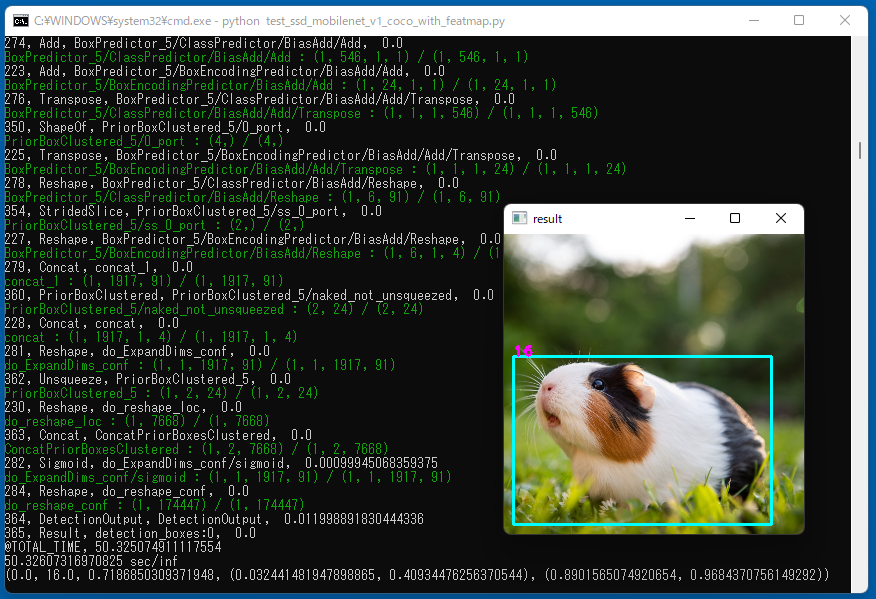 C:¥WINDOWS¥system32¥cmd.exe - python  test_ssd_mobilenet_v1_coco_with_featmap.py
274, Add, BoxPredictor_5/ClassPredictor/BiasAdd/Add,  0.0
BoxPredictor_5/ClassPredictor/BiasAdd/Add : (1, 546, 1, 1) / (1, 546, 1, 1)
223, Add, BoxPredictor_5/BoxEncodingPredictor/BiasAdd/Add,  0.0
BoxPredictor_5/BoxEncodingPredictor/BiasAdd/Add : (1, 24, 1, 1) / (1, 24, 1, 1)
276, Transpose, BoxPredictor_5/ClassPredictor/BiasAdd/Add/Transpose,  0.0
BoxPredictor_5/ClassPredictor/BiasAdd/Add/Transpose : (1, 1, 1, 546) / (1, 1, 1, 546)
350, ShapeOf, PriorBoxClustered_5/0_port,  0.0
PriorBoxClustered_5/0_port : (4,) / (4,)
225, Transpose, BoxPredictor_5/BoxEncodingPredictor/BiasAdd/Add/Transpose,  0.0
BoxPredictor_5/BoxEncodingPredictor/BiasAdd/Add/Transpose : (1, 1, 1, 24) / (1, 1, 1, 24)
278, Reshape, BoxPredictor_5/ClassPredictor/BiasAdd/Reshape,  0.0
BoxPredictor_5/ClassPredictor/BiasAdd/Reshape : (1, 6, 91) / (1, 6, 91)
354, StridedSlice, PriorBoxClustered_5/ss_0_port,  0.0
PriorBoxClustered_5/ss_0_port : (2,) / (2,)
227, Reshape, BoxPredictor_5/BoxEncodingPredictor/BiasAdd/Reshape,  0.0
BoxPredictor_5/BoxEncodingPredictor/BiasAdd/Reshape : (1, 6, 1, 4) / (1
279, Concat, concat_1,  0.0
concat_1 : (1, 1917, 91) / (1, 1917, 91)
360, PriorBoxClustered, PriorBoxClustered_5/naked_not_unsqueezed,  0.0
PriorBoxClustered_5/naked_not_unsqueezed : (2, 24) / (2, 24)
228, Concat, concat,  0.0
concat : (1, 1917, 1, 4) / (1, 1917, 1, 4)
281, Reshape, do_ExpandDims_conf,  0.0
do_ExpandDims_conf : (1, 1, 1917, 91) / (1, 1, 1917, 91)
362, Unsqueeze, PriorBoxClustered_5,  0.0
PriorBoxClustered_5 : (1, 2, 24) / (1, 2, 24)
230, Reshape, do_reshape_loc,  0.0
do_reshape_loc : (1, 7668) / (1, 7668)
363, Concat, ConcatPriorBoxesClustered,  0.0
ConcatPriorBoxesClustered : (1, 2, 7668) / (1, 2, 7668)
282, Sigmoid, do_ExpandDims_conf/sigmoid,  0.00099945068359375
do_ExpandDims_conf/sigmoid : (1, 1, 1917, 91) / (1, 1, 1917, 91)
284, Reshape, do_reshape_conf,  0.0
do_reshape_conf : (1, 174447) / (1, 174447)
364, DetectionOutput, DetectionOutput,  0.011998891830444336
365, Result, detection_boxes:0,  0.0
@TOTAL_TIME, 50.325074911117554
50.32607316970825 sec/inf
(0.0, 16.0, 0.7186850309371948, (0.032441481947898865, 0.40934476256370544), (0.8901565074920654, 0.9684370756149292))
result
16